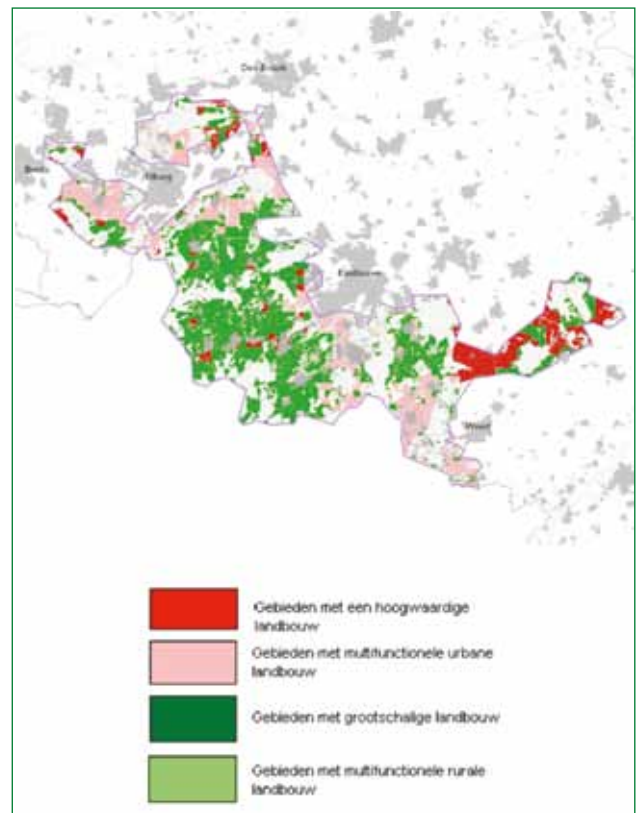 Den Bosch
Breda
Tilburg
Eindhoven
Weert
Gebieden met een hoogwaardige
landbouw
Gebieden met multifunctionele urbane
landbouw
Gebieden met grootschalige landbouw
Gebieden met multifunctionele rurale
landbouw